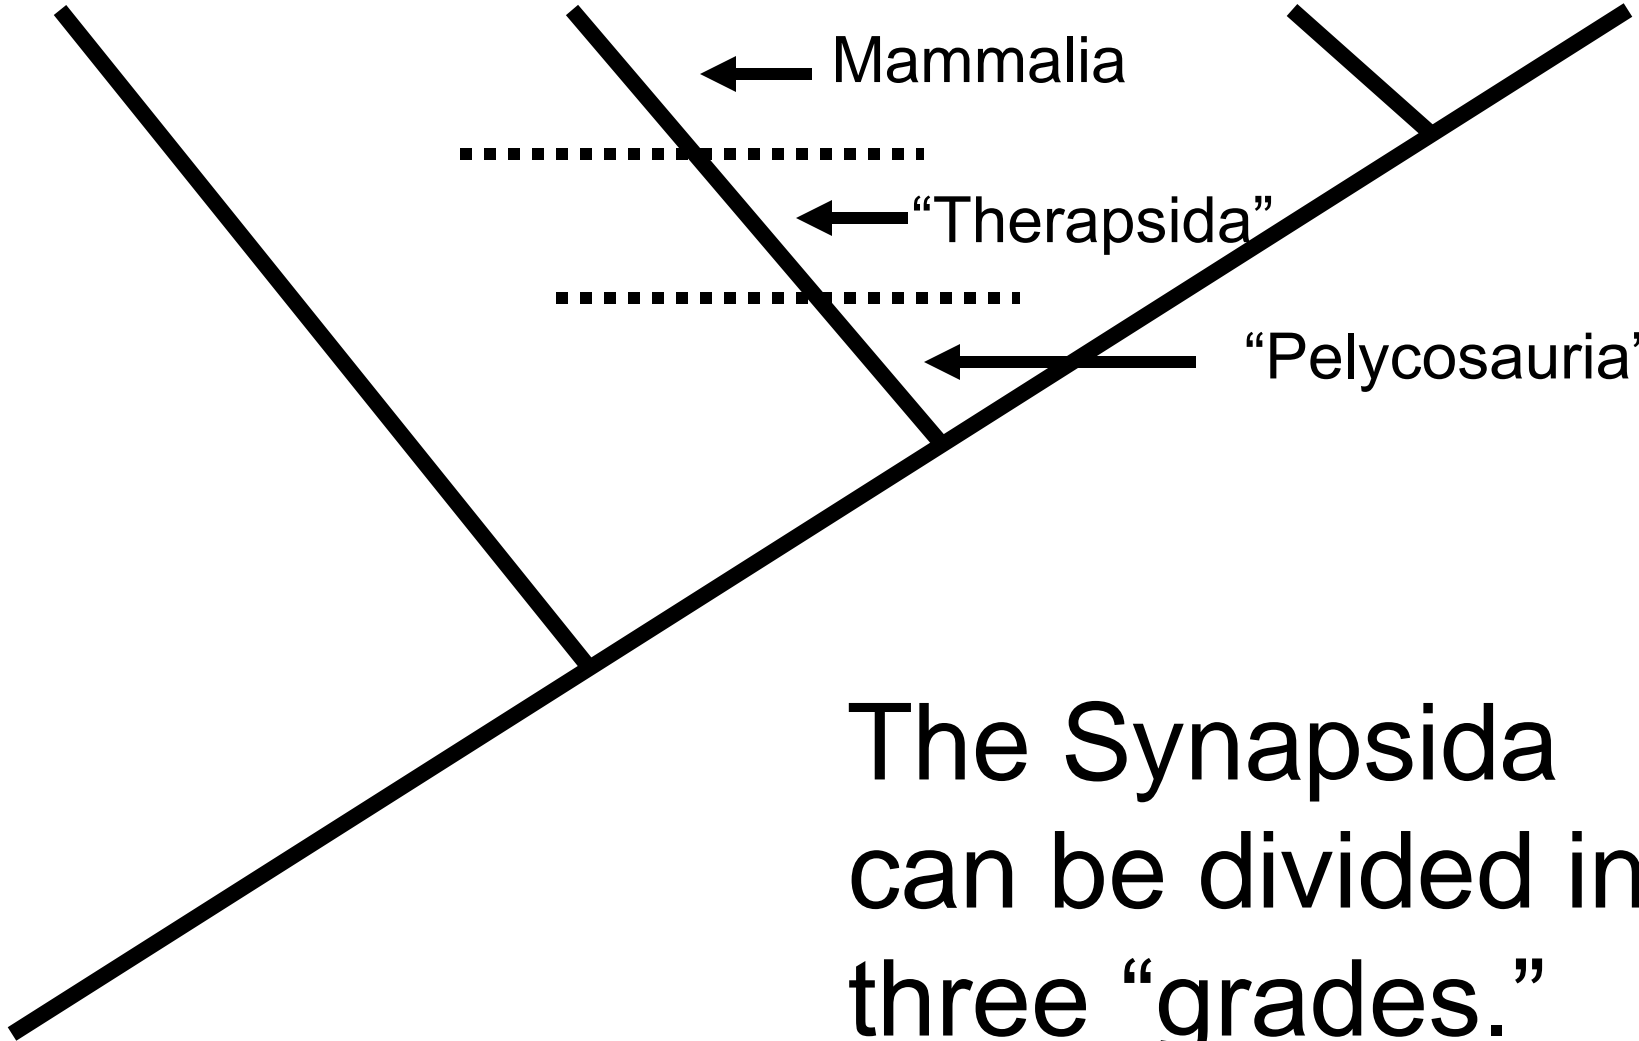 Mammalia
“Therapsida”
“Pelycosauria”
The Synapsida
can be divided in
three “grades.”